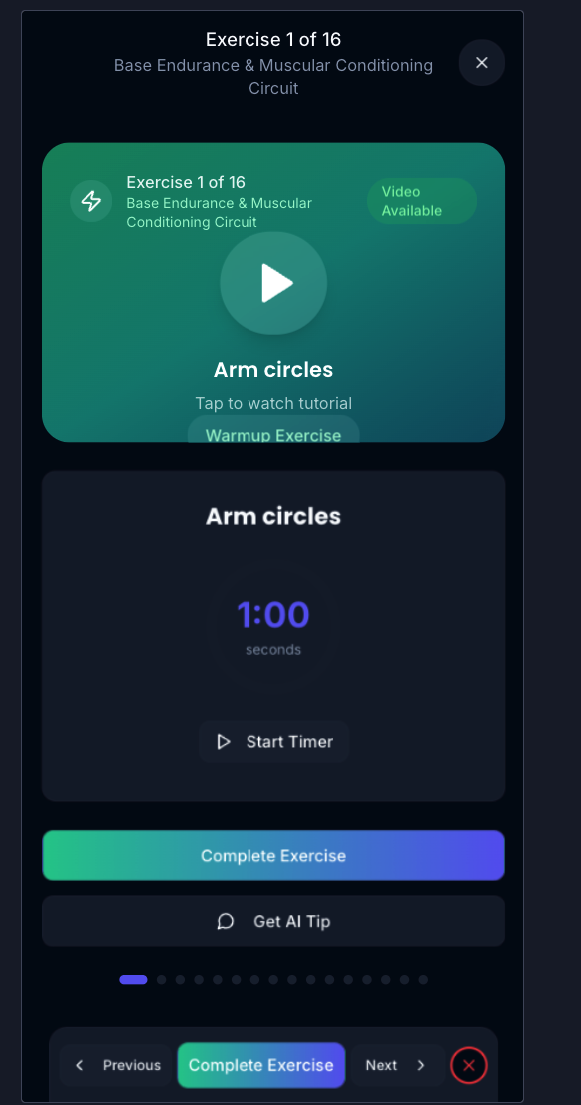 Exercise 1 of 16
Base Endurance & Muscular Conditioning
Circuit
Exercise 1 of 16
Base Endurance & Muscular
Conditioning Circuit
Video
Available
Arm circles
Tap to watch tutorial
Warmup Exercise
Arm circles
1:00
seconds
Start Timer
Complete Exercise
Get AI Tip
Previous
Complete Exercise
Next